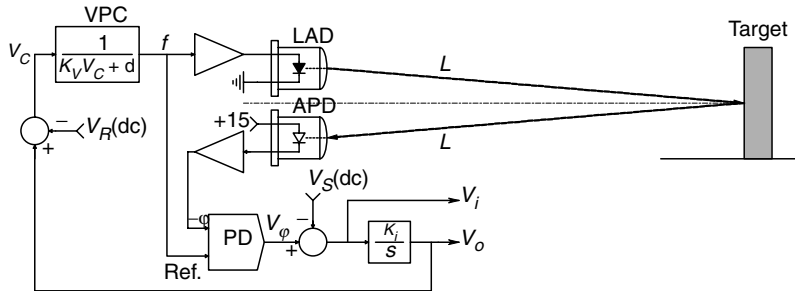 VPC
LAD
Target
V_C
1
K_V V_C + d
f
L
APD
+15
L
−
V_R(dc)
+
V_S(dc)
−
−φ
PD
V_φ
+
K_i
s
V_i
V_o
Ref.